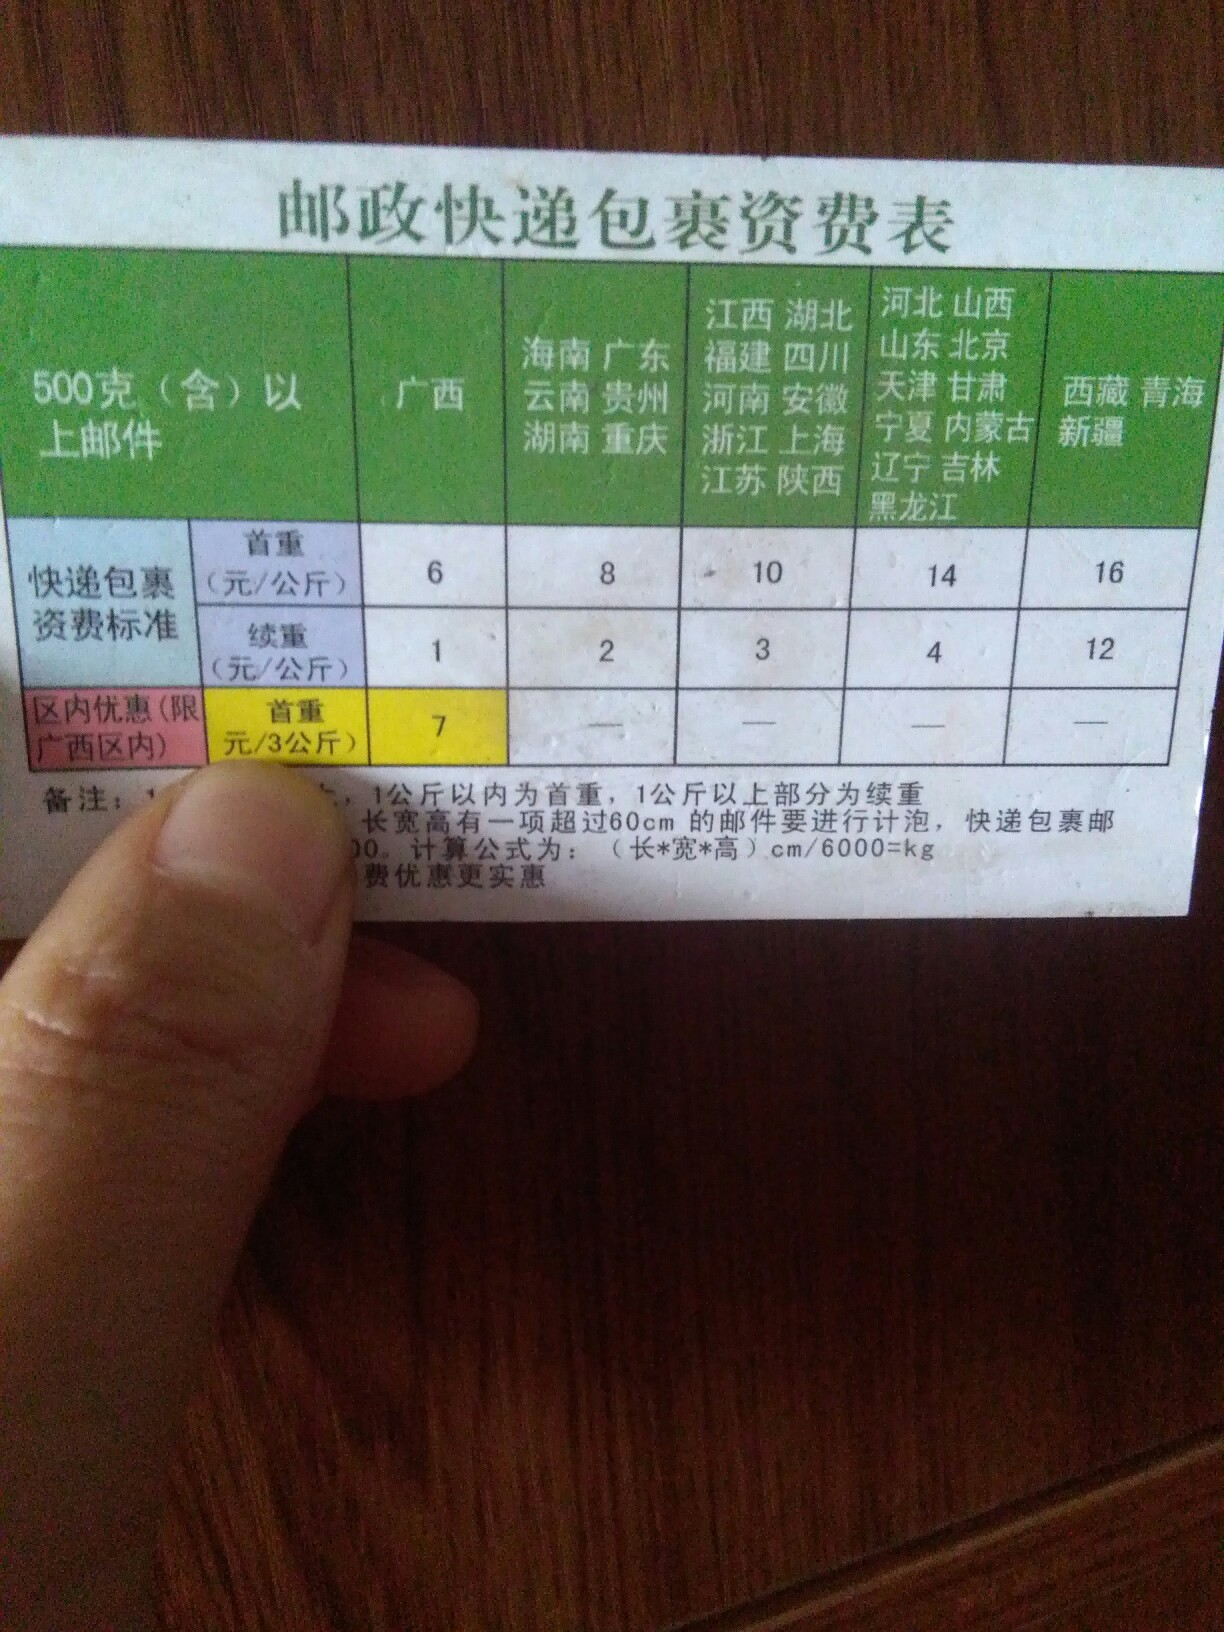 邮政快递包裹资费表
500克（含）以
上邮件
广西
海南 广东
云南 贵州
湖南 重庆
江西 湖北
福建 四川
河南 安徽
浙江 上海
江苏 陕西
河北 山西
山东 北京
天津 甘肃
宁夏 内蒙古
辽宁 吉林
黑龙江
西藏 青海
新疆
快递包裹
资费标准
首重
（元/公斤）
6
8
10
14
16
续重
（元/公斤）
1
2
3
4
12
区内优惠(限
广西区内)
首重
元/3公斤）
7
—
—
—
—
备注：1 ，1公斤以内为首重，1公斤以上部分为续重
长宽高有一项超过60cm 的邮件要进行计泡，快递包裹邮
00。计算公式为：（长*宽*高）cm/6000=kg
费优惠更实惠